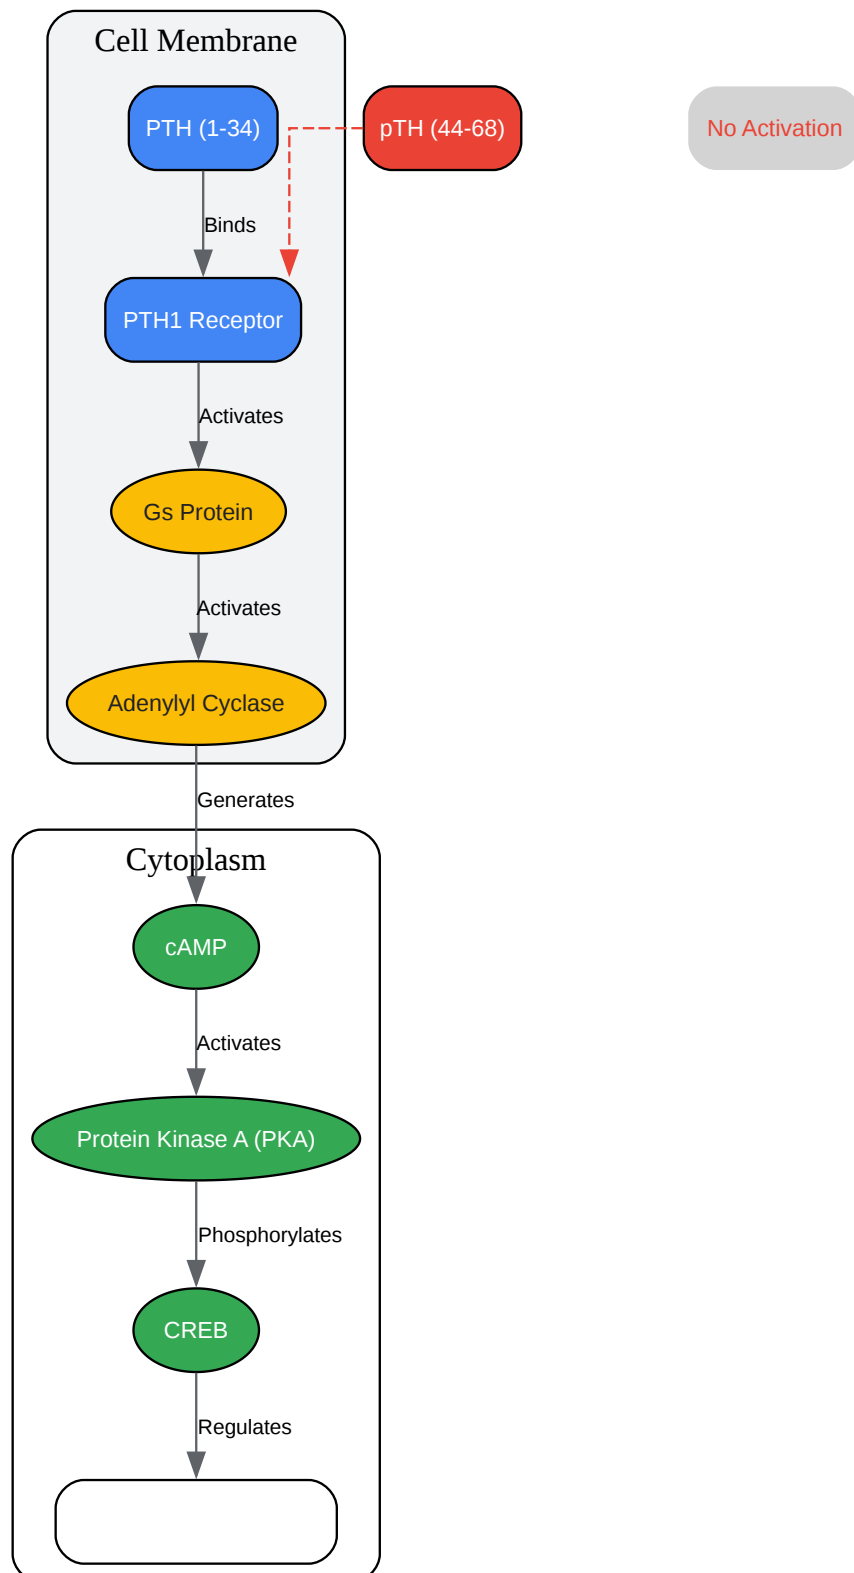 Cell Membrane
PTH (1-34)
pTH (44-68)
No Activation
Binds
PTH1 Receptor
Activates
Gs Protein
Activates
Adenylyl Cyclase
Generates
Cytoplasm
cAMP
Activates
Protein Kinase A (PKA)
Phosphorylates
CREB
Regulates